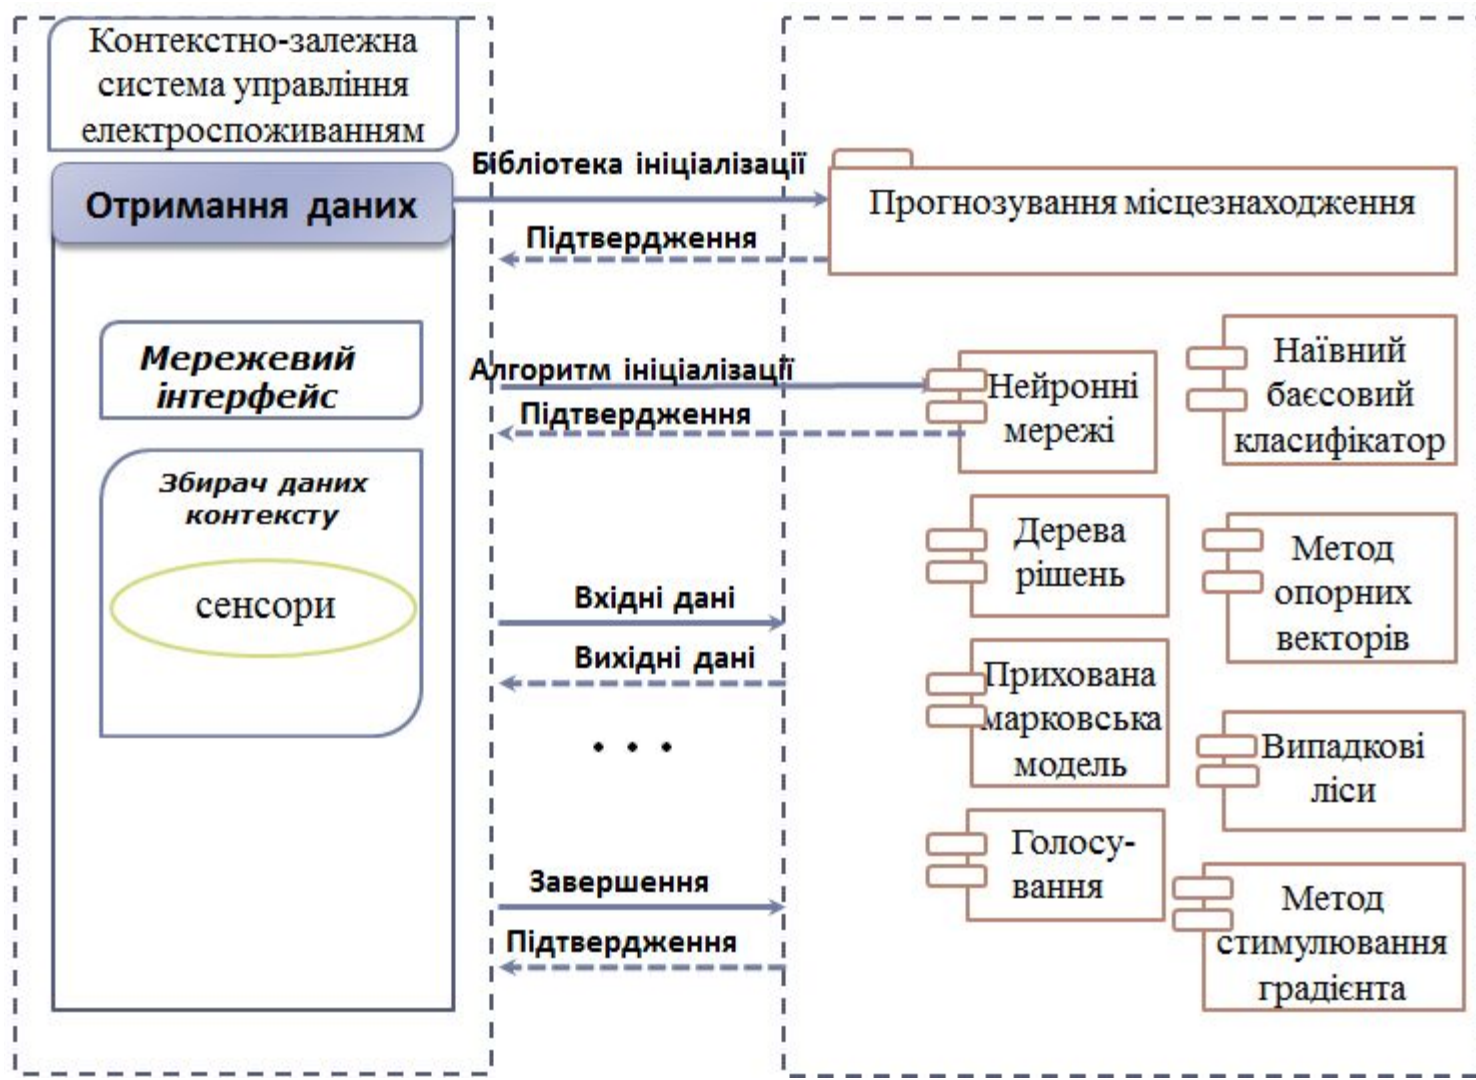 Контекстно-залежна
система управління
електроспоживанням
Отримання даних
Мережевий
інтерфейс
Збирач даних
контексту
сенсори
Бібліотека ініціалізації
Підтвердження
Алгоритм ініціалізації
Підтвердження
Вхідні дані
Вихідні дані
. . .
Завершення
Підтвердження
Прогнозування місцезнаходження
Нейронні
мережі
Наївний
баєсовий
класифікатор
Дерева
рішень
Метод
опорних
векторів
Прихована
марковська
модель
Випадкові
ліси
Голосу-
вання
Метод
стимулювання
градієнта